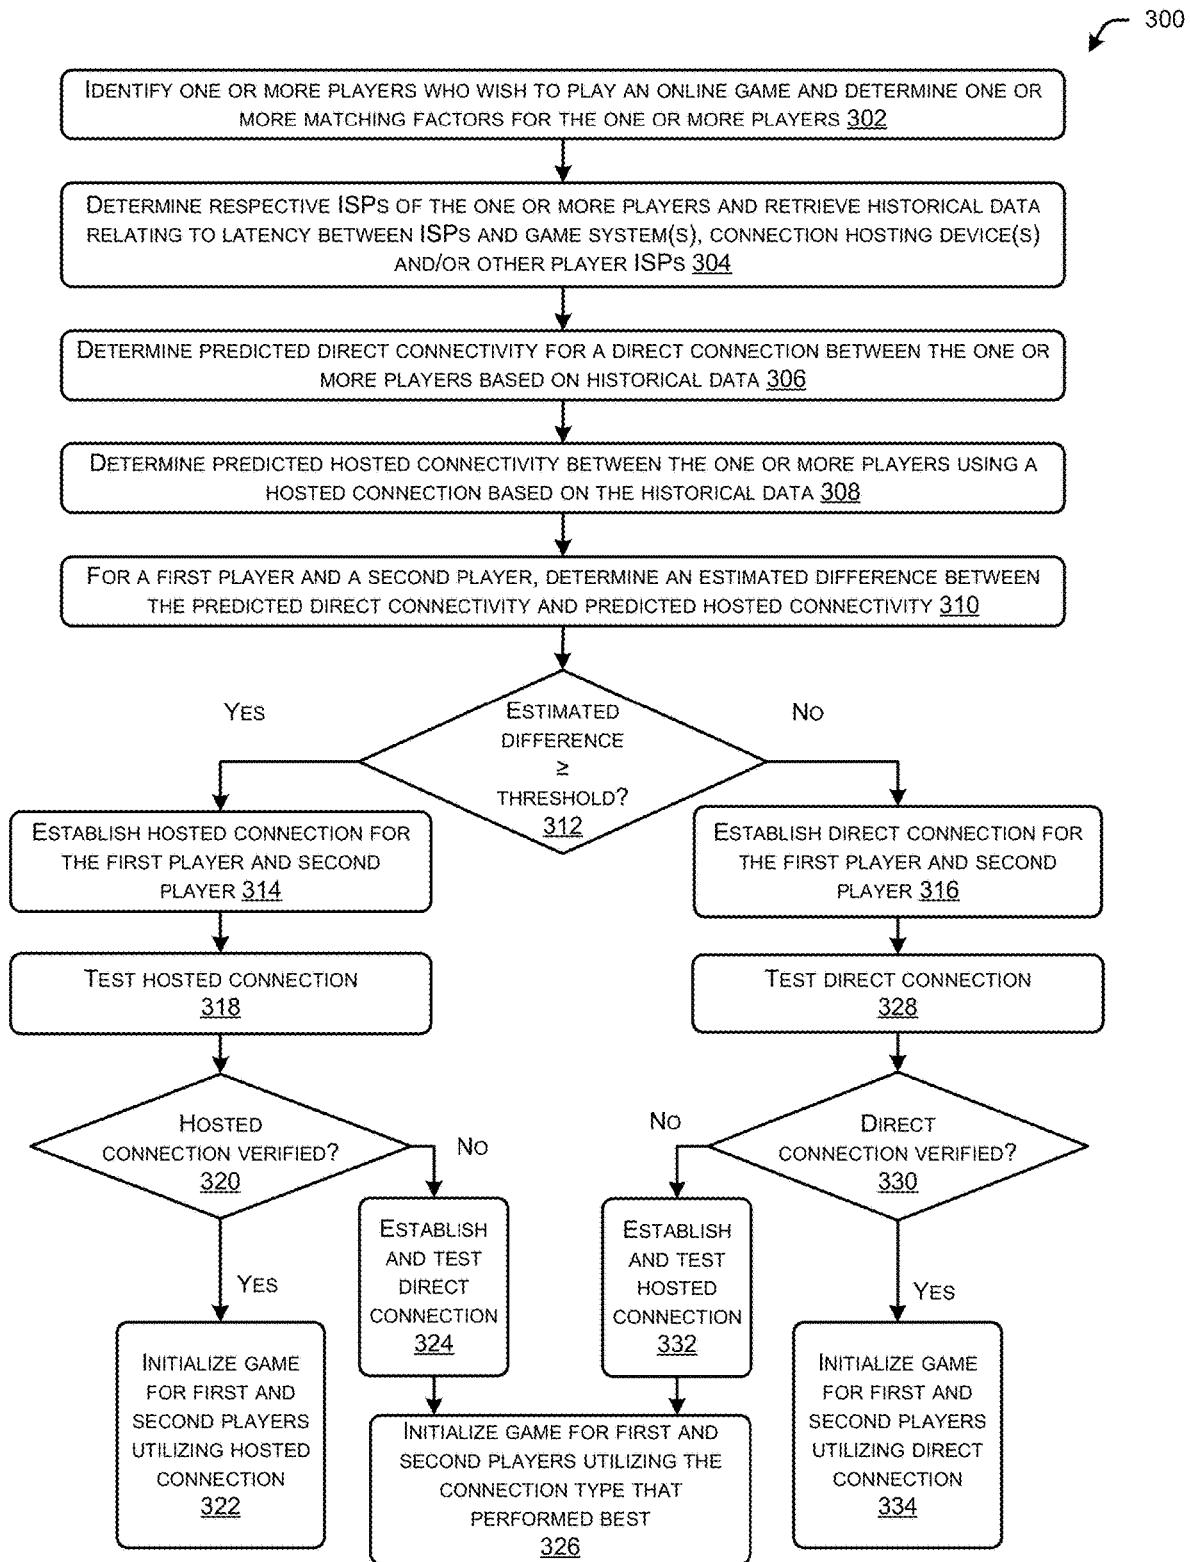 300
Identify one or more players who wish to play an online game and determine one or
more matching factors for the one or more players 302
Determine respective ISPs of the one or more players and retrieve historical data
relating to latency between ISPs and game system(s), connection hosting device(s)
and/or other player ISPs 304
Determine predicted direct connectivity for a direct connection between the one or
more players based on historical data 306
Determine predicted hosted connectivity between the one or more players using a
hosted connection based on the historical data 308
For a first player and a second player, determine an estimated difference between
the predicted direct connectivity and predicted hosted connectivity 310
Yes
No
Estimated
difference
≥
threshold?
312
Establish hosted connection for
the first player and second
player 314
Establish direct connection for
the first player and second
player 316
Test hosted connection
318
Test direct connection
328
Hosted
connection verified?
320
No
No
Direct
connection verified?
330
Establish
and test
direct
connection
324
Establish
and test
hosted
connection
332
Yes
Yes
Initialize game
for first and
second players
utilizing hosted
connection
322
Initialize game for first and
second players utilizing the
connection type that
performed best
326
Initialize game
for first and
second players
utilizing direct
connection
334